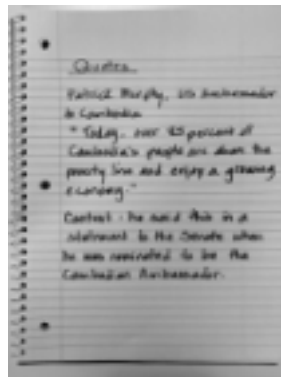 Quotes
Patrick Murphy, US Ambassador
to Cambodia
"Today, over 85 percent of
Cambodia's people are above the
poverty line and enjoy a growing
economy."
Context: he said this in a
statement to the Senate when
he was nominated to be the
Cambodian Ambassador.